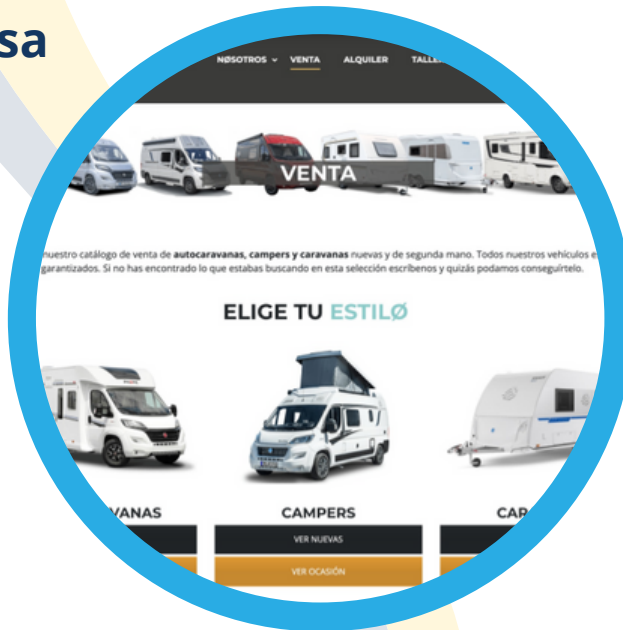 sa
NØSOTROS VENTA ALQUILER TALLE
VENTA
nuestro catálogo de venta de autocaravanas, campers y caravanas nuevas y de segunda mano. Todos nuestros vehículos e
garantizados. Si no has encontrado lo que estabas buscando en esta selección escríbenos y quizás podamos conseguírtelo.
ELIGE TU ESTILØ
VANAS CAMPERS CAR
VER NUEVAS
VER OCASIÓN